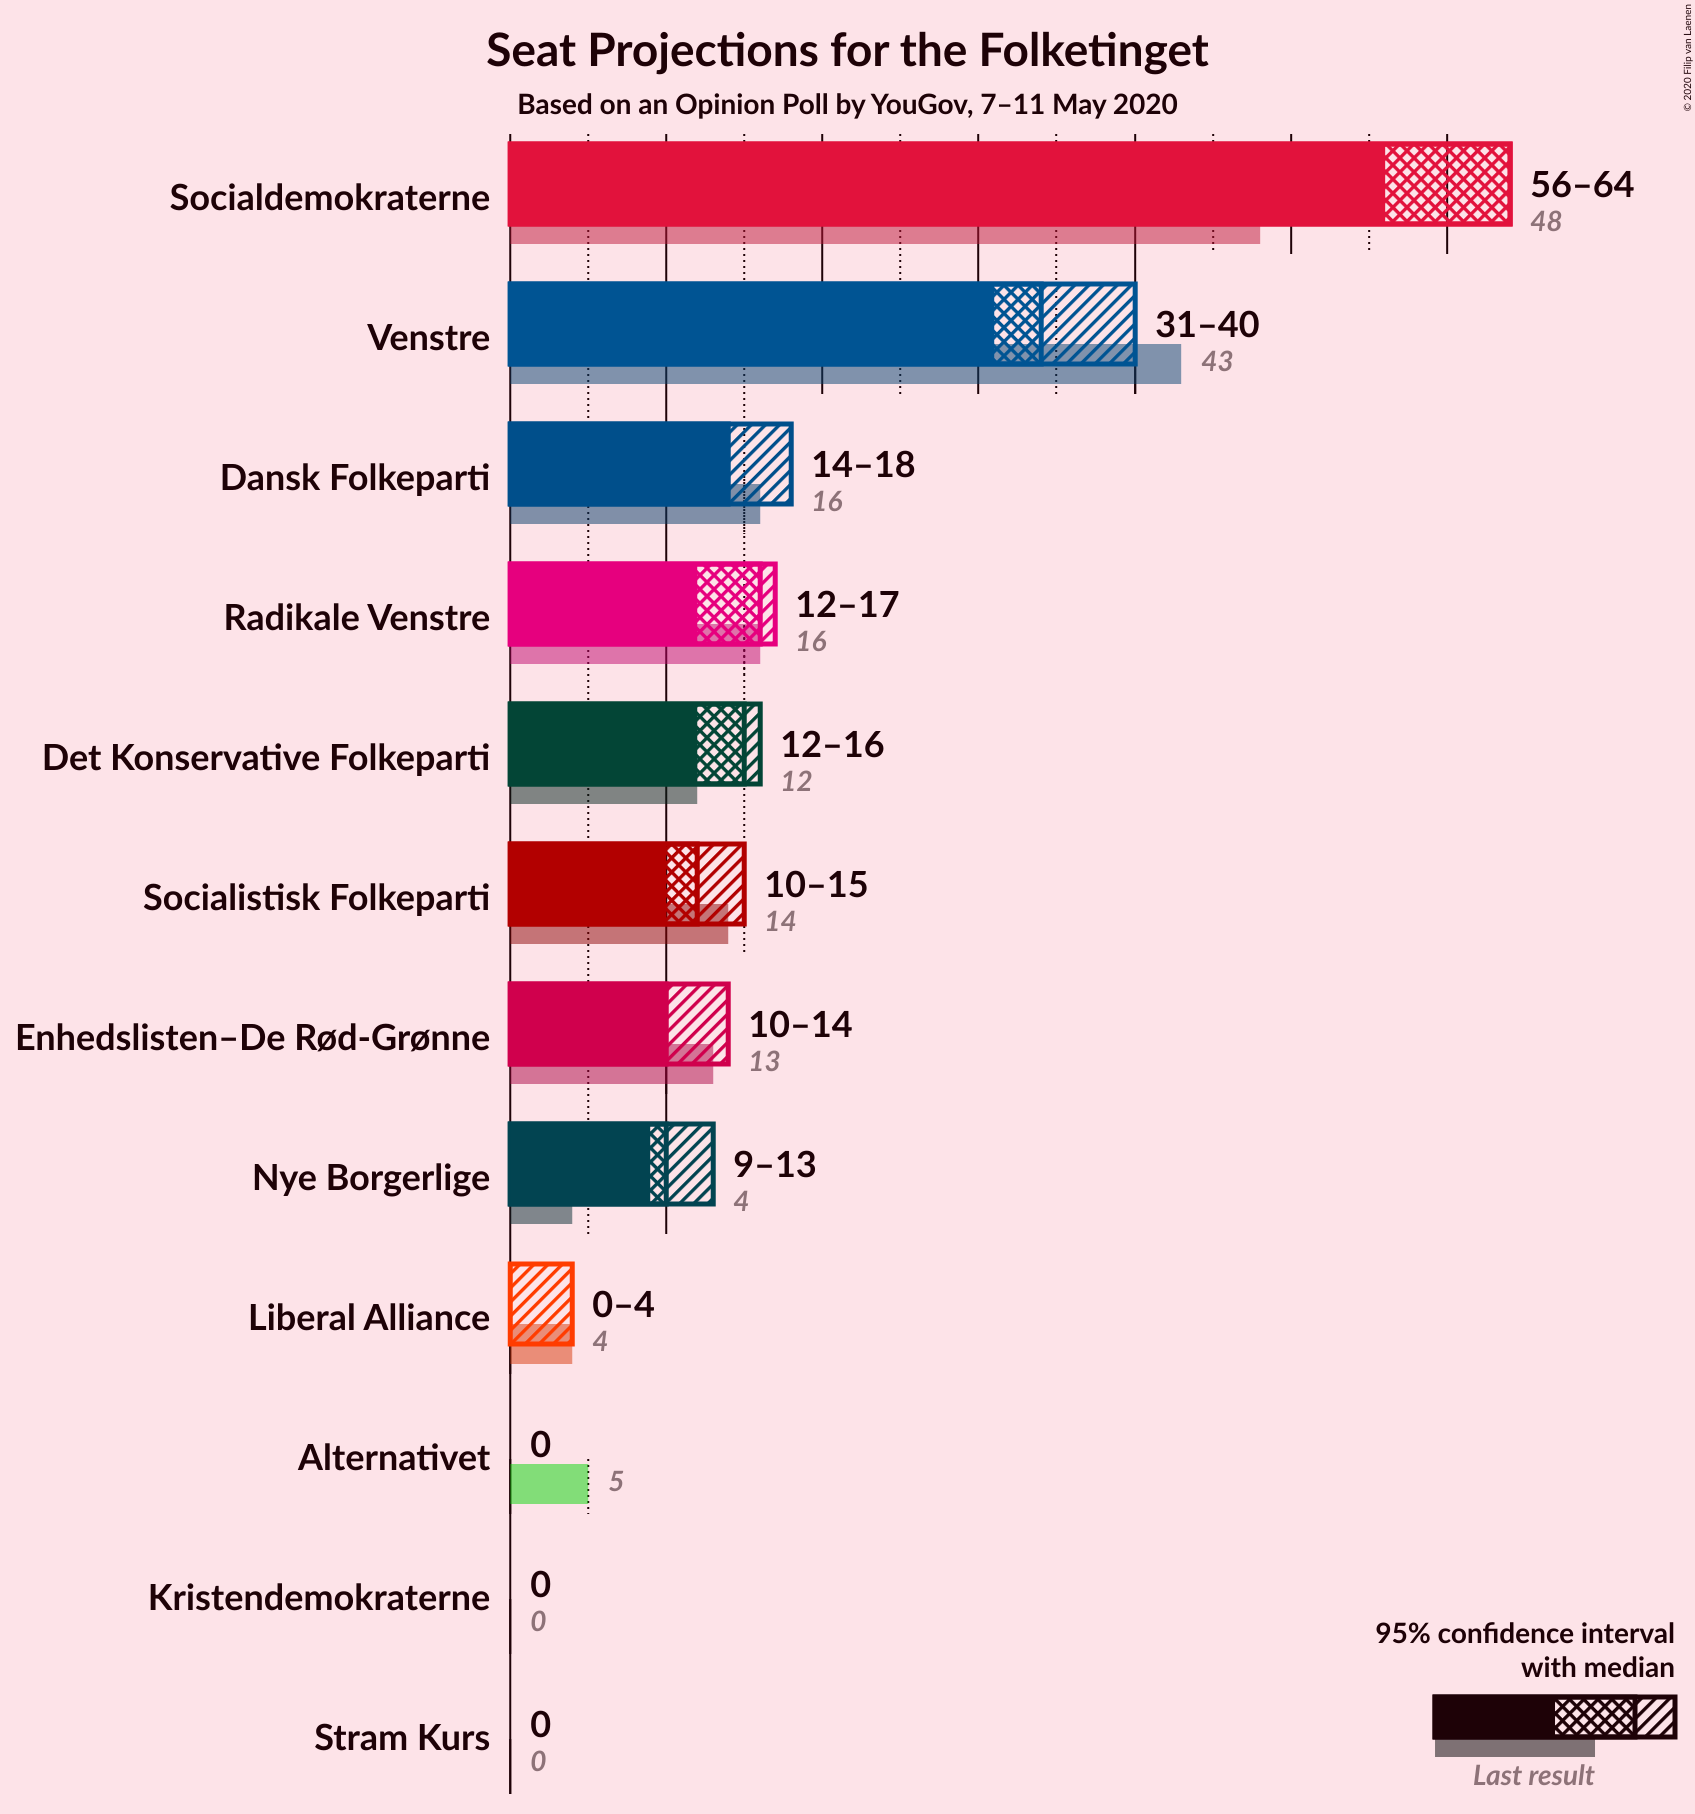 Seat Projections for the Folketinget
Based on an Opinion Poll by YouGov, 7–11 May 2020
© 2020 Filip van Laenen
Socialdemokraterne
56–64
48
Venstre
31–40
43
Dansk Folkeparti
14–18
16
Radikale Venstre
12–17
16
Det Konservative Folkeparti
12–16
12
Socialistisk Folkeparti
10–15
14
Enhedslisten–De Rød-Grønne
10–14
13
Nye Borgerlige
9–13
4
Liberal Alliance
0–4
4
Alternativet
0
5
Kristendemokraterne
0
0
Stram Kurs
0
0
95% confidence interval
with median
Last result